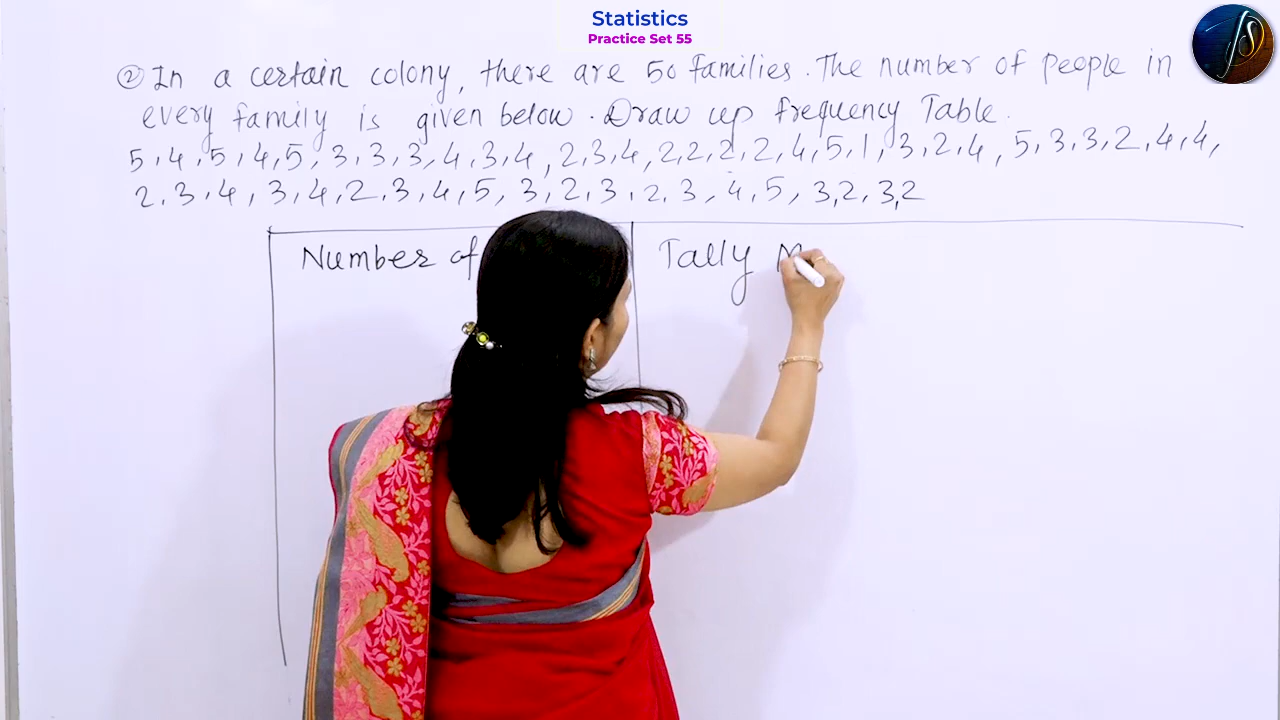 Statistics
Practice Set 55
② In a certain colony, there are 50 families. The number of people in
every family is given below. Draw up frequency Table.
5,4,5,4,5,3,3,3,4,3,4,2,3,4,2,2,2,2,4,5,1,3,2,4,5,3,3,2,4,4,
2,3,4,3,4,2,3,4,5,3,2,3,2,3,4,5,3,2,3,2
Number of
Tally M